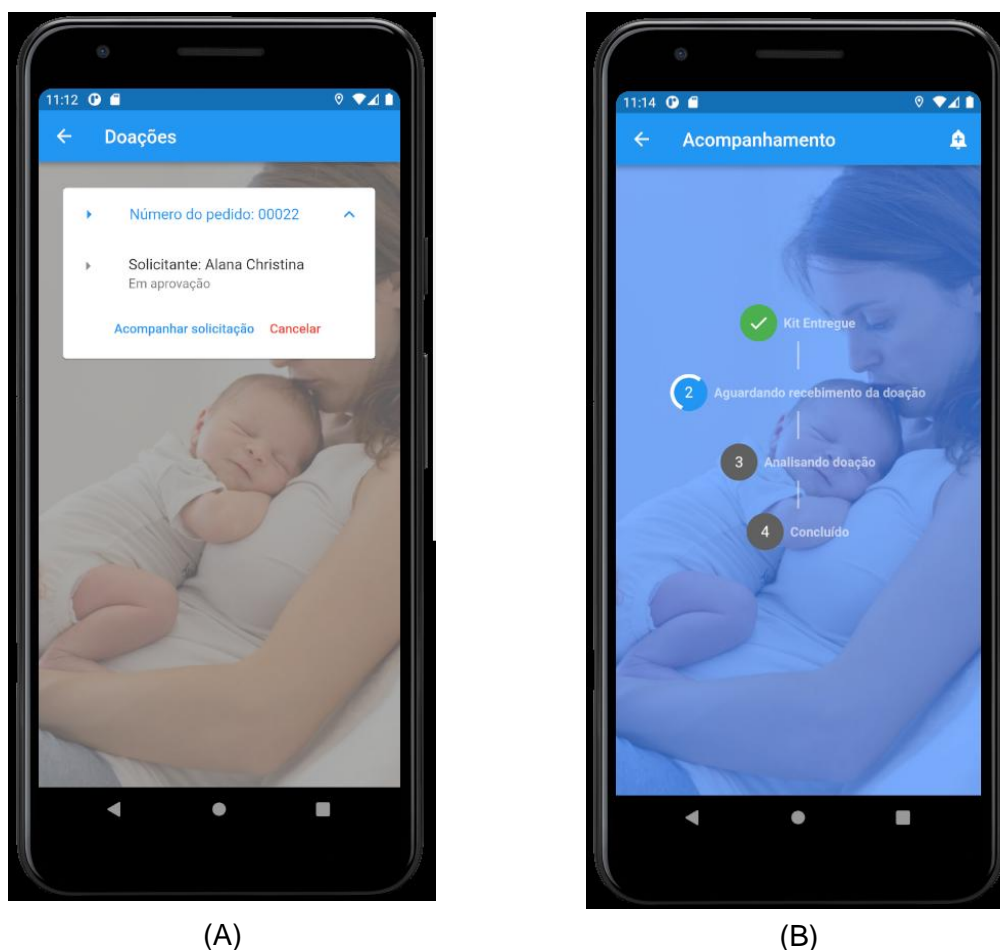 11:12
Doações
Número do pedido: 00022
Solicitante: Alana Christina
Em aprovação
Acompanhar solicitação Cancelar
(A)
11:14
Acompanhamento
Kit Entregue
2 Aguardando recebimento da doação
3 Analisando doação
4 Concluído
(B)